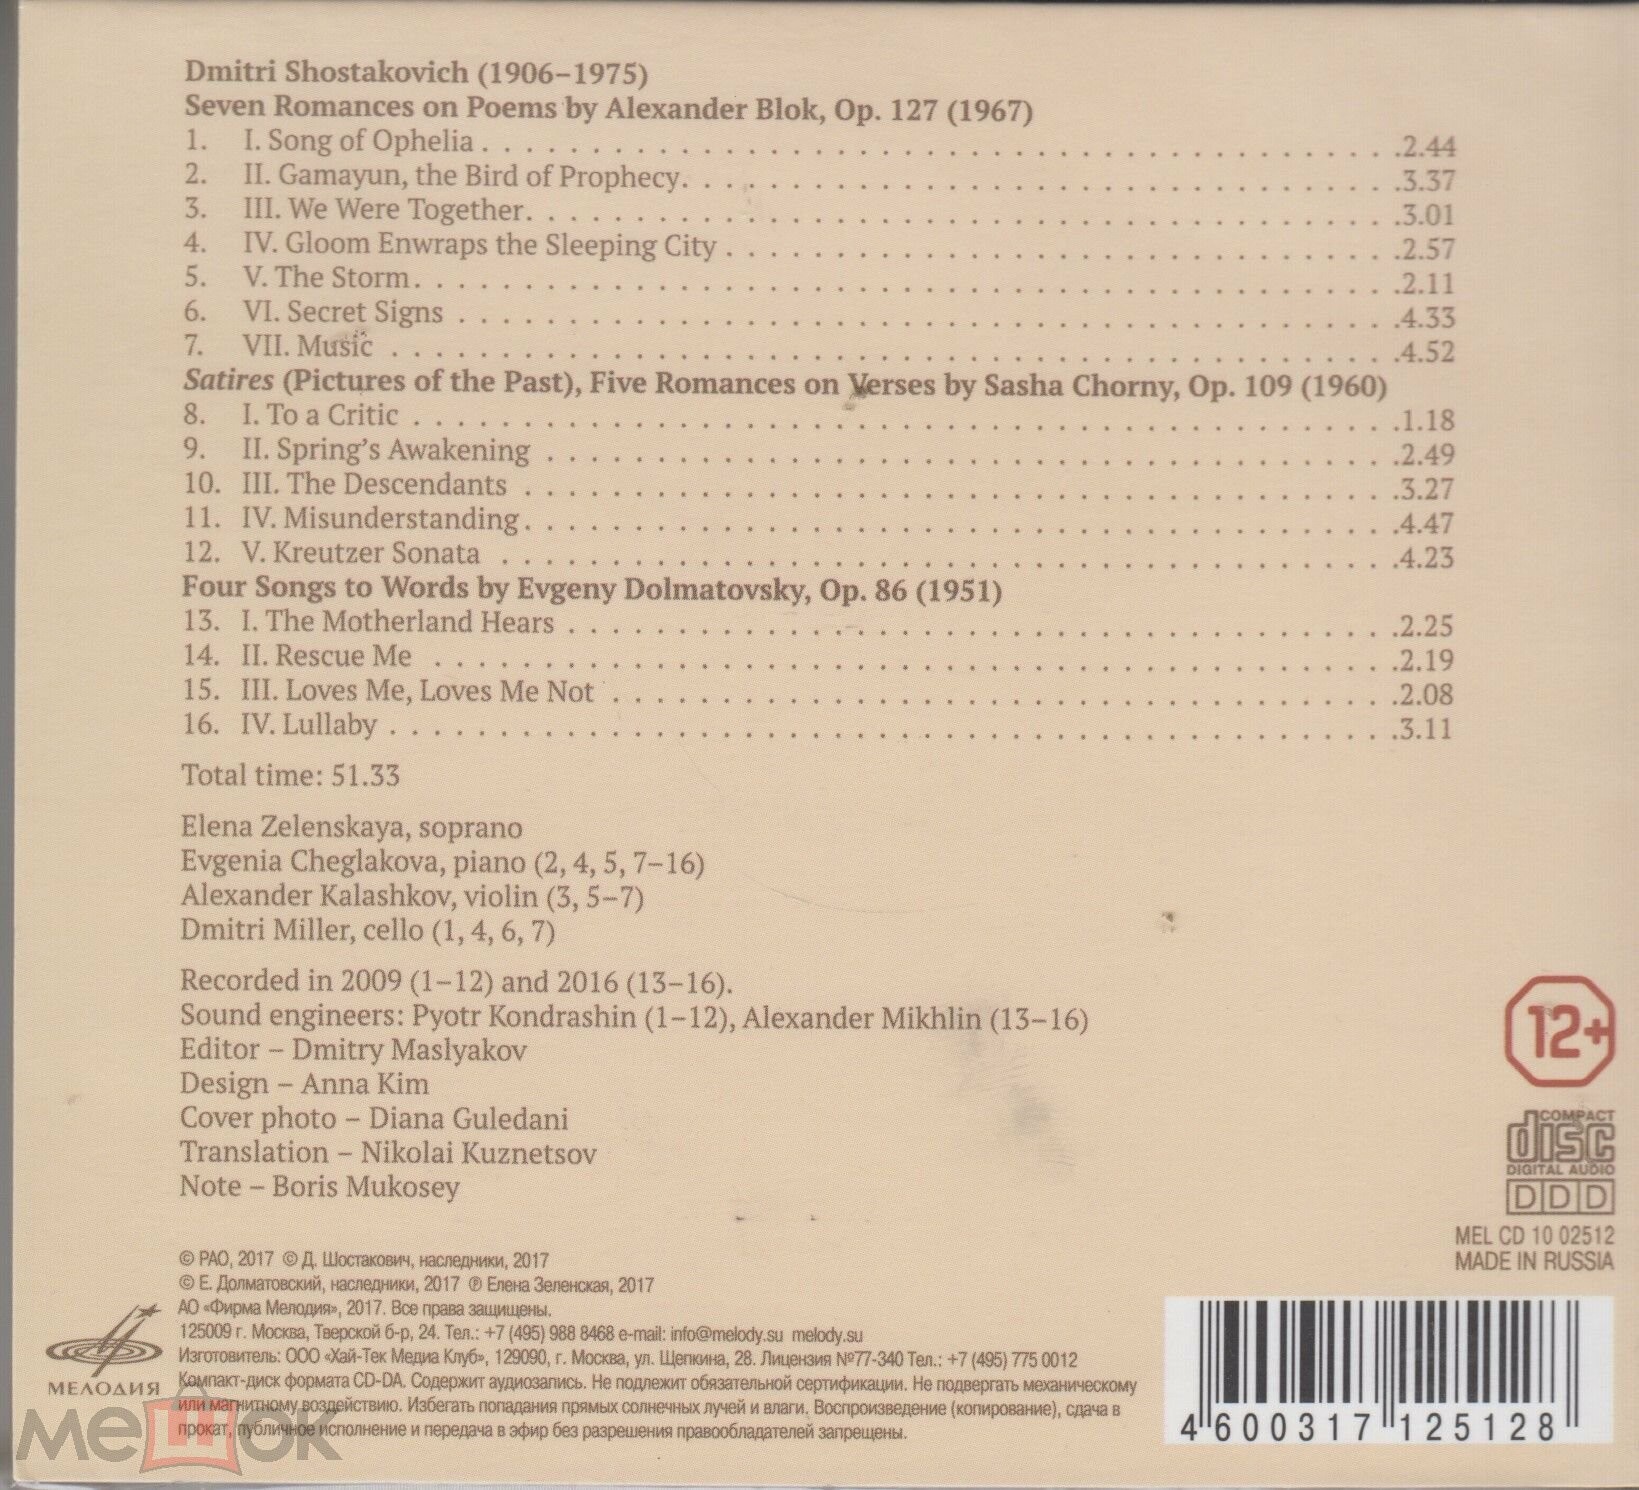 Dmitri Shostakovich (1906–1975)
Seven Romances on Poems by Alexander Blok, Op. 127 (1967)
1. I. Song of Ophelia . . . . . . . . . . . . . . . . . . . .2.44
2. II. Gamayun, the Bird of Prophecy. . . . . . . . . . . . . . . . . . . .3.37
3. III. We Were Together. . . . . . . . . . . . . . . . . . . .3.01
4. IV. Gloom Enwraps the Sleeping City . . . . . . . . . . . . . . . . . . . .2.57
5. V. The Storm. . . . . . . . . . . . . . . . . . . .2.11
6. VI. Secret Signs . . . . . . . . . . . . . . . . . . . .4.33
7. VII. Music . . . . . . . . . . . . . . . . . . . .4.52
Satires (Pictures of the Past), Five Romances on Verses by Sasha Chorny, Op. 109 (1960)
8. I. To a Critic . . . . . . . . . . . . . . . . . . . .1.18
9. II. Spring's Awakening . . . . . . . . . . . . . . . . . . . .2.49
10. III. The Descendants . . . . . . . . . . . . . . . . . . . .3.27
11. IV. Misunderstanding. . . . . . . . . . . . . . . . . . . .4.47
12. V. Kreutzer Sonata . . . . . . . . . . . . . . . . . . . .4.23
Four Songs to Words by Evgeny Dolmatovsky, Op. 86 (1951)
13. I. The Motherland Hears . . . . . . . . . . . . . . . . . . . .2.25
14. II. Rescue Me . . . . . . . . . . . . . . . . . . . .2.19
15. III. Loves Me, Loves Me Not . . . . . . . . . . . . . . . . . . . .2.08
16. IV. Lullaby . . . . . . . . . . . . . . . . . . . .3.11
Total time: 51.33
Elena Zelenskaya, soprano
Evgenia Cheglakova, piano (2, 4, 5, 7–16)
Alexander Kalashkov, violin (3, 5–7)
Dmitri Miller, cello (1, 4, 6, 7)
Recorded in 2009 (1–12) and 2016 (13–16).
Sound engineers: Pyotr Kondrashin (1–12), Alexander Mikhlin (13–16)
Editor – Dmitry Maslyakov
Design – Anna Kim
Cover photo – Diana Guledani
Translation – Nikolai Kuznetsov
Note – Boris Mukosey
12+
COMPACT
disc
DIGITAL AUDIO
DDD
MEL CD 10 02512
MADE IN RUSSIA
© РАО, 2017 © Д. Шостакович, наследники, 2017
© Е. Долматовский, наследники, 2017 ℗ Елена Зеленская, 2017
АО «Фирма Мелодия», 2017. Все права защищены.
125009 г. Москва, Тверской б-р, 24. Тел.: +7 (495) 988 8468 e-mail: info@melody.su melody.su
Изготовитель: ООО «Хай-Тек Медиа Клуб», 129090, г. Москва, ул. Щепкина, 28. Лицензия №77-340 Тел.: +7 (495) 775 0012
Компакт-диск формата CD-DA. Содержит аудиозапись. Не подлежит обязательной сертификации. Не подвергать механическому
или магнитному воздействию. Избегать попадания прямых солнечных лучей и влаги. Воспроизведение (копирование), сдача в
прокат, публичное исполнение и передача в эфир без разрешения правообладателей запрещены.
МЕЛОДИЯ
мешок
4 600317 125128